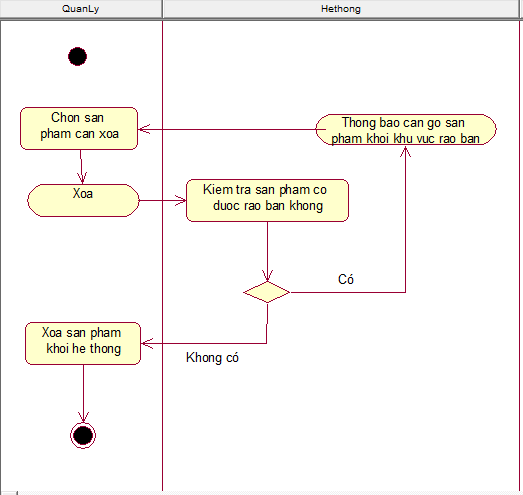 QuanLy
Hethong
Chon san
pham can xoa
Thong bao can go san
pham khoi khu vuc rao ban
Xoa
Kiem tra san pham co
duoc rao ban khong
Có
Xoa san pham
khoi he thong
Khong có